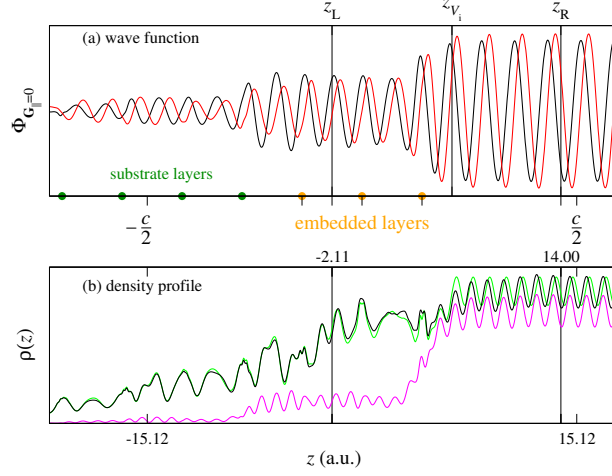 z_L z_{V_i} z_R
(a) wave function
Φ_{G_∥=0}
substrate layers
embedded layers
−c/2 c/2
-2.11 14.00
(b) density profile
ρ(z)
-15.12 15.12
z (a.u.)